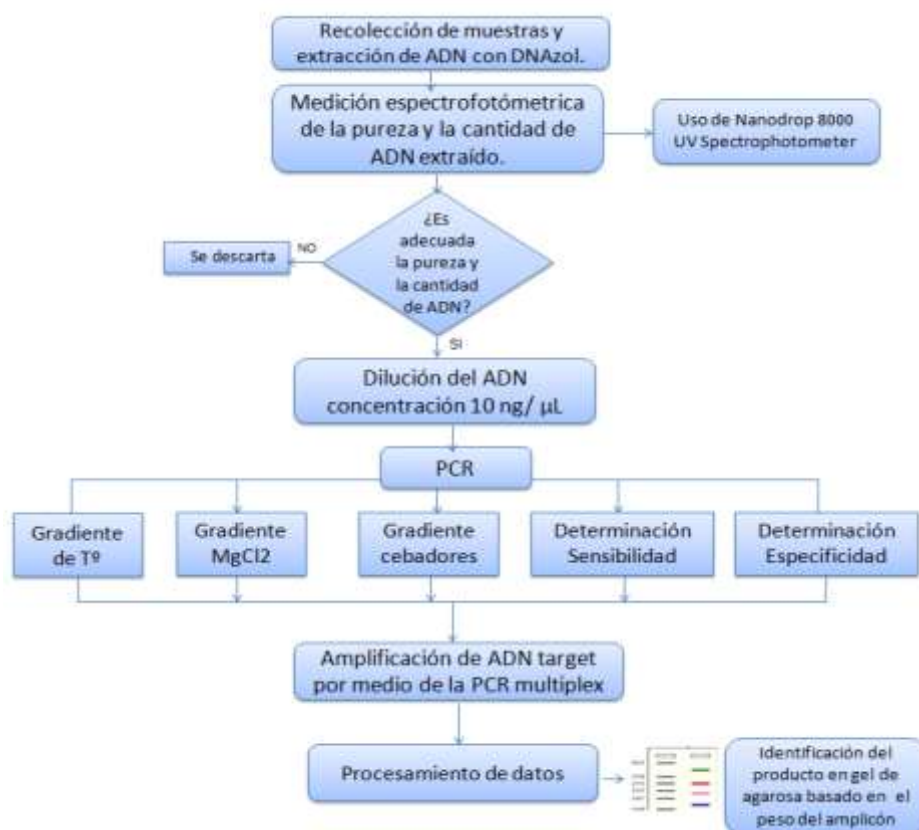 Recolección de muestras y
extracción de ADN con DNAzol.
Medición espectrofotómetrica
de la pureza y la cantidad de
ADN extraído.
Uso de Nanodrop 8000
UV Spectrophotometer
¿Es
adecuada
la pureza y
la cantidad
de ADN?
NO
Se descarta
SI
Dilución del ADN
concentración 10 ng/ µL
PCR
Gradiente
de Tº
Gradiente
MgCl2
Gradiente
cebadores
Determinación
Sensibilidad
Determinación
Especificidad
Amplificación de ADN target
por medio de la PCR multiplex
Procesamiento de datos
Identificación del
producto en gel de
agarosa basado en el
peso del amplicón